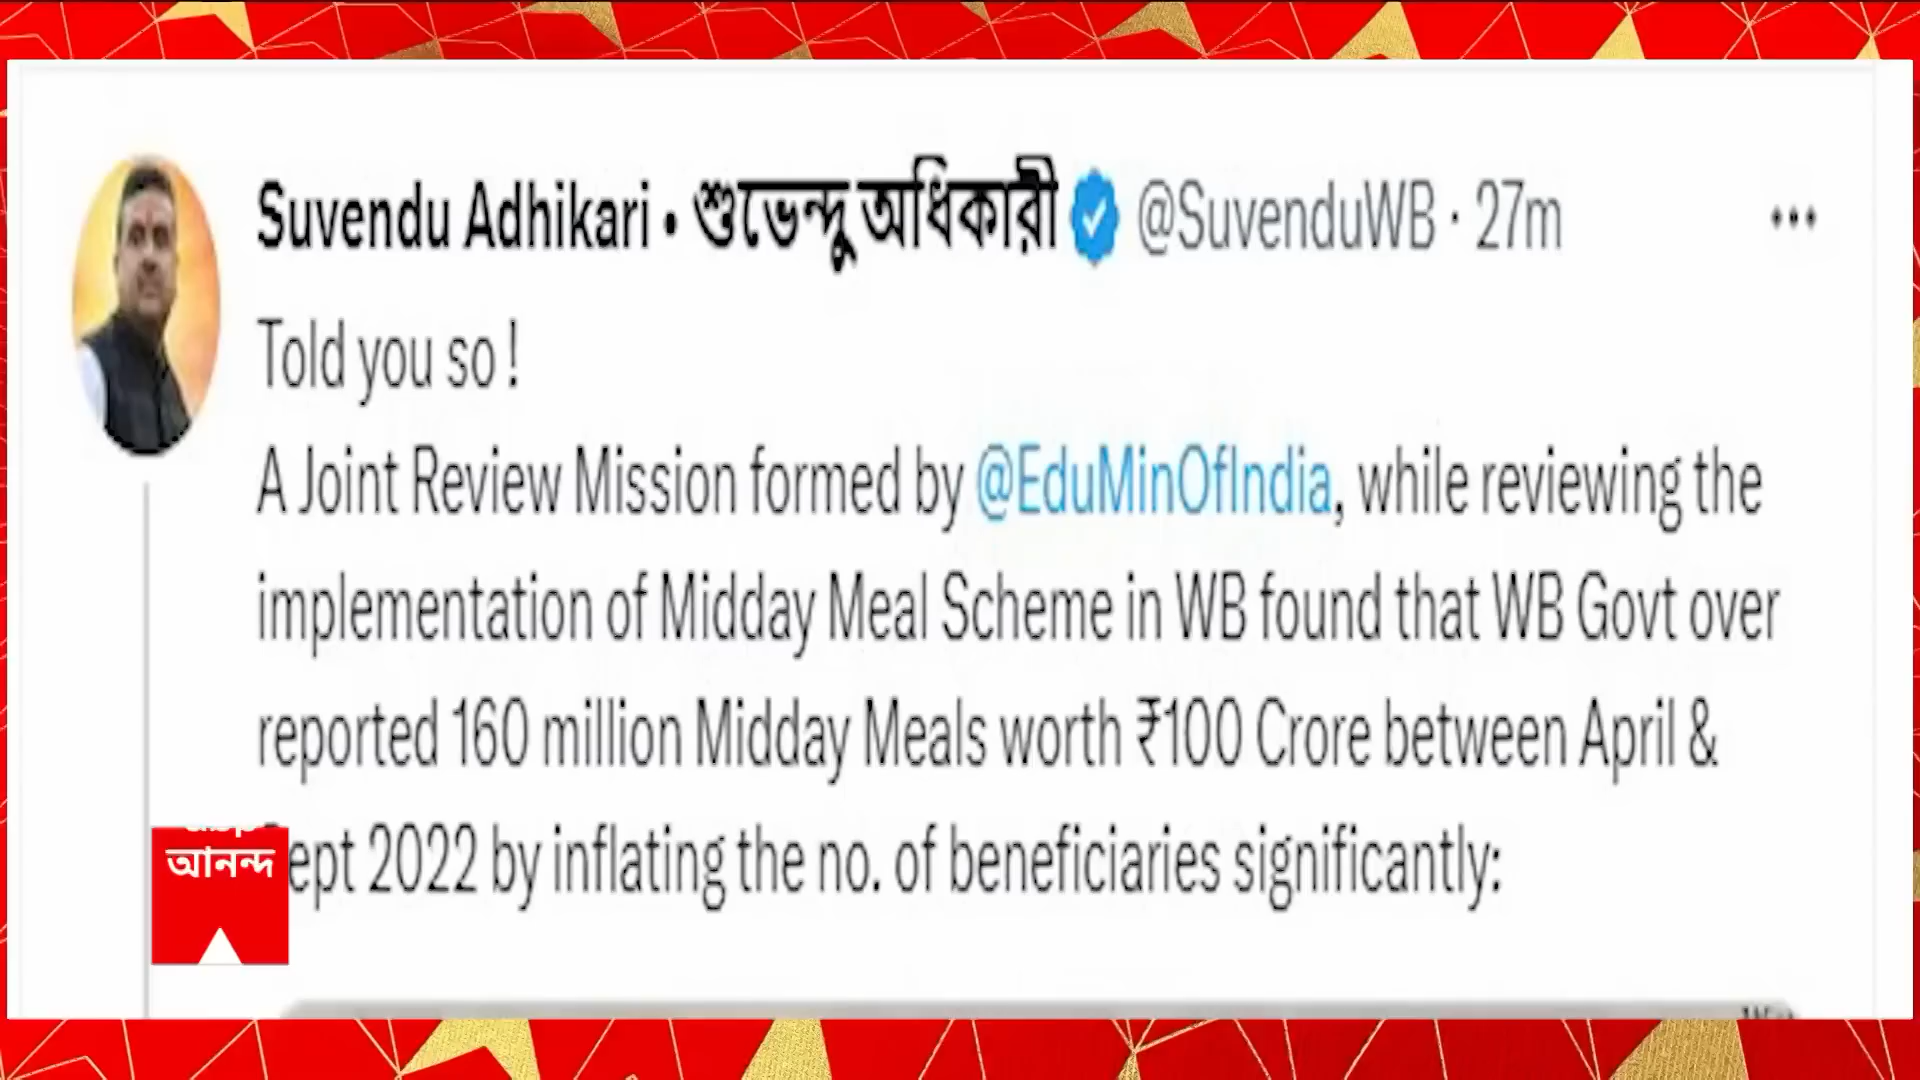 Suvendu Adhikari • শুভেন্দু অধিকারী @SuvenduWB · 27m
Told you so !
A Joint Review Mission formed by @EduMinOfIndia, while reviewing the
implementation of Midday Meal Scheme in WB found that WB Govt over
reported 160 million Midday Meals worth ₹100 Crore between April &
ept 2022 by inflating the no. of beneficiaries significantly:
আনন্দ